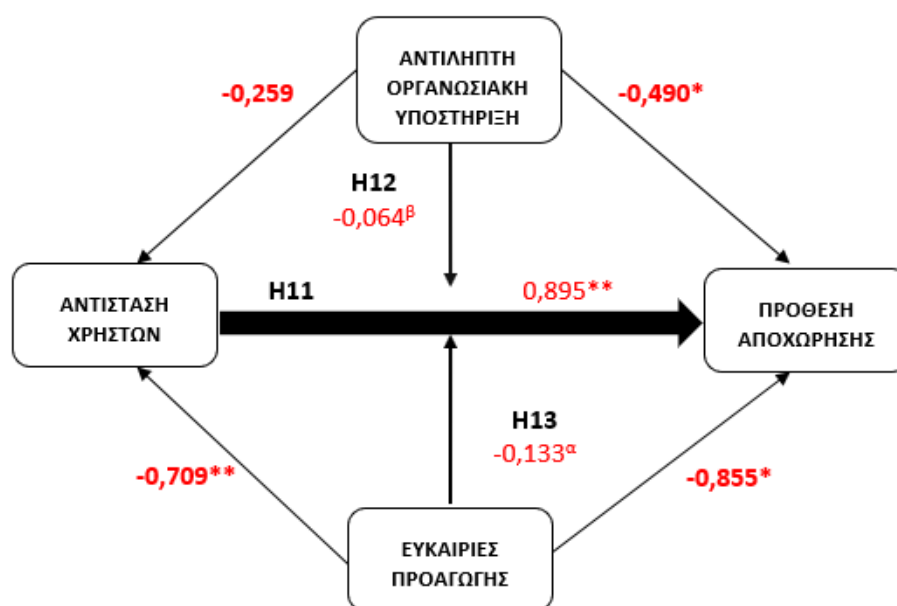 ΑΝΤΙΛΗΠΤΗ
ΟΡΓΑΝΩΣΙΑΚΗ
ΥΠΟΣΤΗΡΙΞΗ
-0,259
-0,490*
H12
-0,064ᵝ
ΑΝΤΙΣΤΑΣΗ
ΧΡΗΣΤΩΝ
H11
0,895**
ΠΡΟΘΕΣΗ
ΑΠΟΧΩΡΗΣΗΣ
H13
-0,133ᵅ
-0,709**
-0,855*
ΕΥΚΑΙΡΙΕΣ
ΠΡΟΑΓΩΓΗΣ